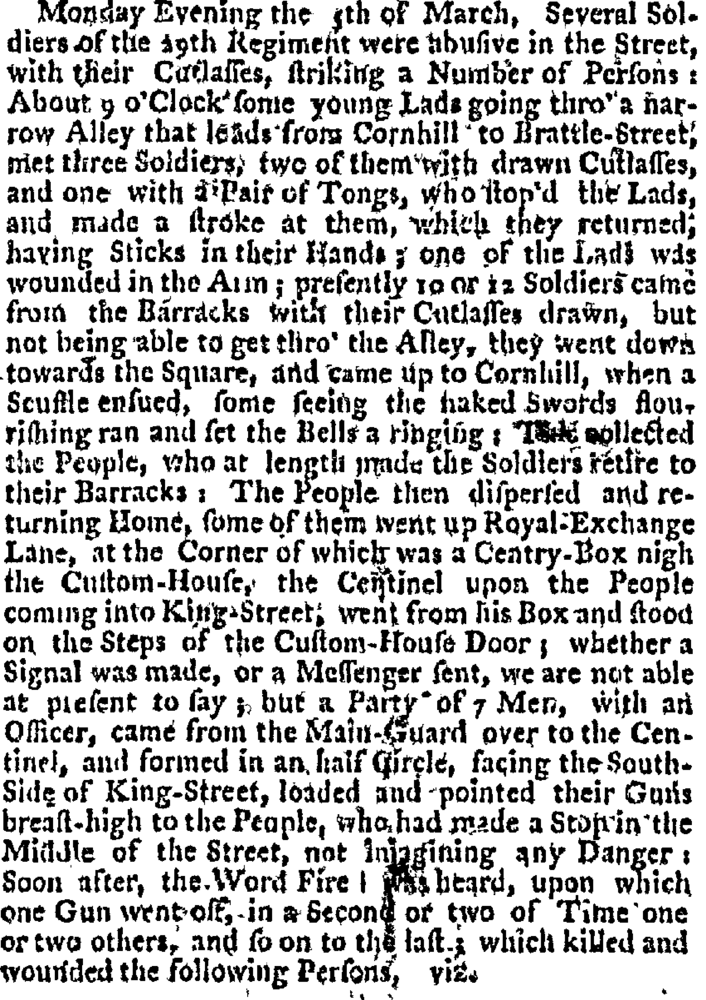 Monday Evening the 5th of March, Several Sol-
diers of the 29th Regiment were abuſive in the Street,
with their Cutlaſſes, ſtriking a Number of Perſons :
About 9 o'Clock ſome young Lads going thro' a nar-
row Alley that leads from Cornhill to Brattle-Street,
met three Soldiers, two of them with drawn Cutlaſſes,
and one with a Pair of Tongs, who ſtop'd the Lads,
and made a ſtroke at them, which they returned,
having Sticks in their Hands ; one of the Lads was
wounded in the Arm ; preſently 10 or 12 Soldiers came
from the Barracks with their Cutlaſſes drawn, but
not being able to get thro' the Alley, they went down
towards the Square, and came up to Cornhill, when a
Scuffle enſued, ſome ſeeing the naked Swords flou-
riſhing ran and ſet the Bells a ringing : collected
the People, who at length made the Soldiers retire to
their Barracks : The People then diſperſed and re-
turning Home, ſome of them went up Royal-Exchange
Lane, at the Corner of which was a Centry-Box nigh
the Cuſtom-Houſe, the Centinel upon the People
coming into King-Street, went from his Box and ſtood
on the Steps of the Cuſtom-Houſe Door ; whether a
Signal was made, or a Meſſenger ſent, we are not able
at preſent to ſay ; but a Party of 7 Men, with an
Officer, came from the Main-Guard over to the Cen-
tinel, and formed in an half Circle, facing the South-
Side of King-Street, loaded and pointed their Guns
breaſt-high to the People, who had made a Stop in the
Middle of the Street, not imagining any Danger :
Soon after, the Word Fire ! was heard, upon which
one Gun went off, in a Second or two of Time one
or two others, and ſo on to the laſt ; which killed and
wounded the following Perſons, viz.